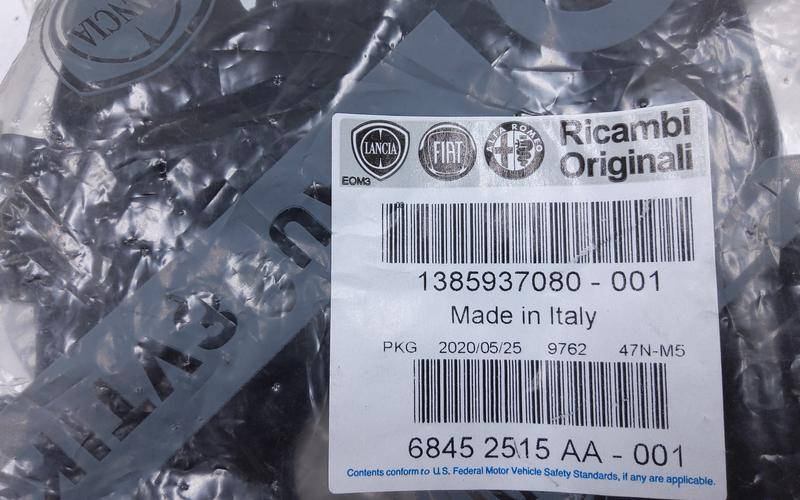 LANCIA
LANCIA FIAT ALFA ROMEO Ricambi
Originali
EOM3
1385937080 - 001
Made in Italy
PKG 2020/05/25 9762 47N-M5
6845 2515 AA - 001
Contents conform to U.S. Federal Motor Vehicle Safety Standards, if any are applicable.